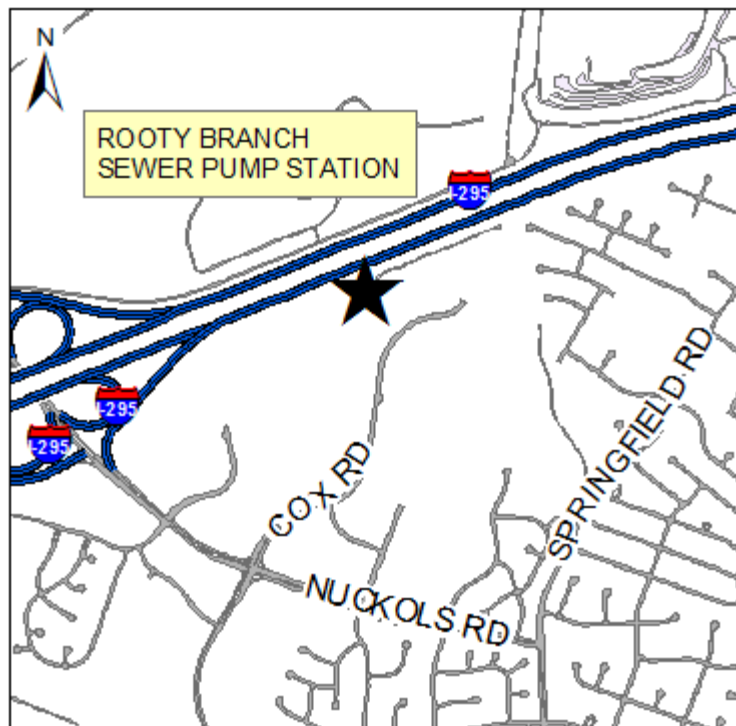 N
ROOTY BRANCH
SEWER PUMP STATION
I-295
I-295
I-295
COX RD
SPRINGFIELD RD
NUCKOLS RD